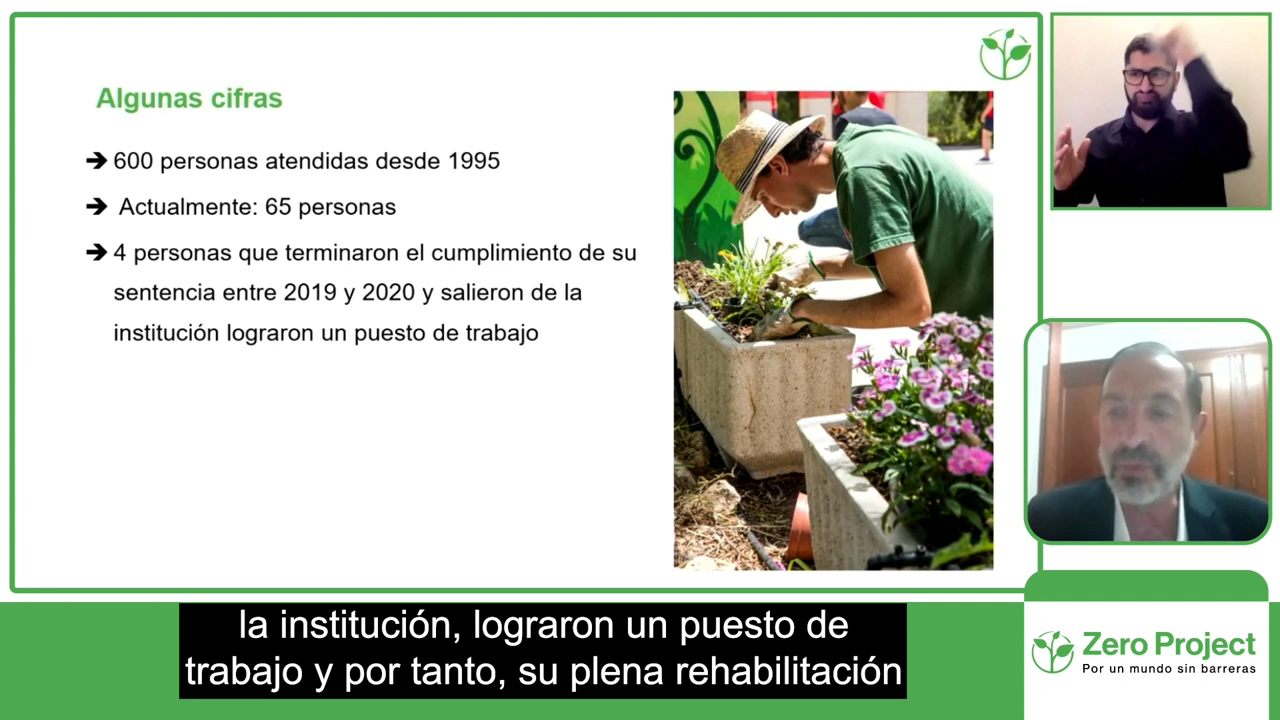 Algunas cifras
➔ 600 personas atendidas desde 1995
➔ Actualmente: 65 personas
➔ 4 personas que terminaron el cumplimiento de su
sentencia entre 2019 y 2020 y salieron de la
institución lograron un puesto de trabajo
la institución, lograron un puesto de
trabajo y por tanto, su plena rehabilitación
Zero Project
Por un mundo sin barreras